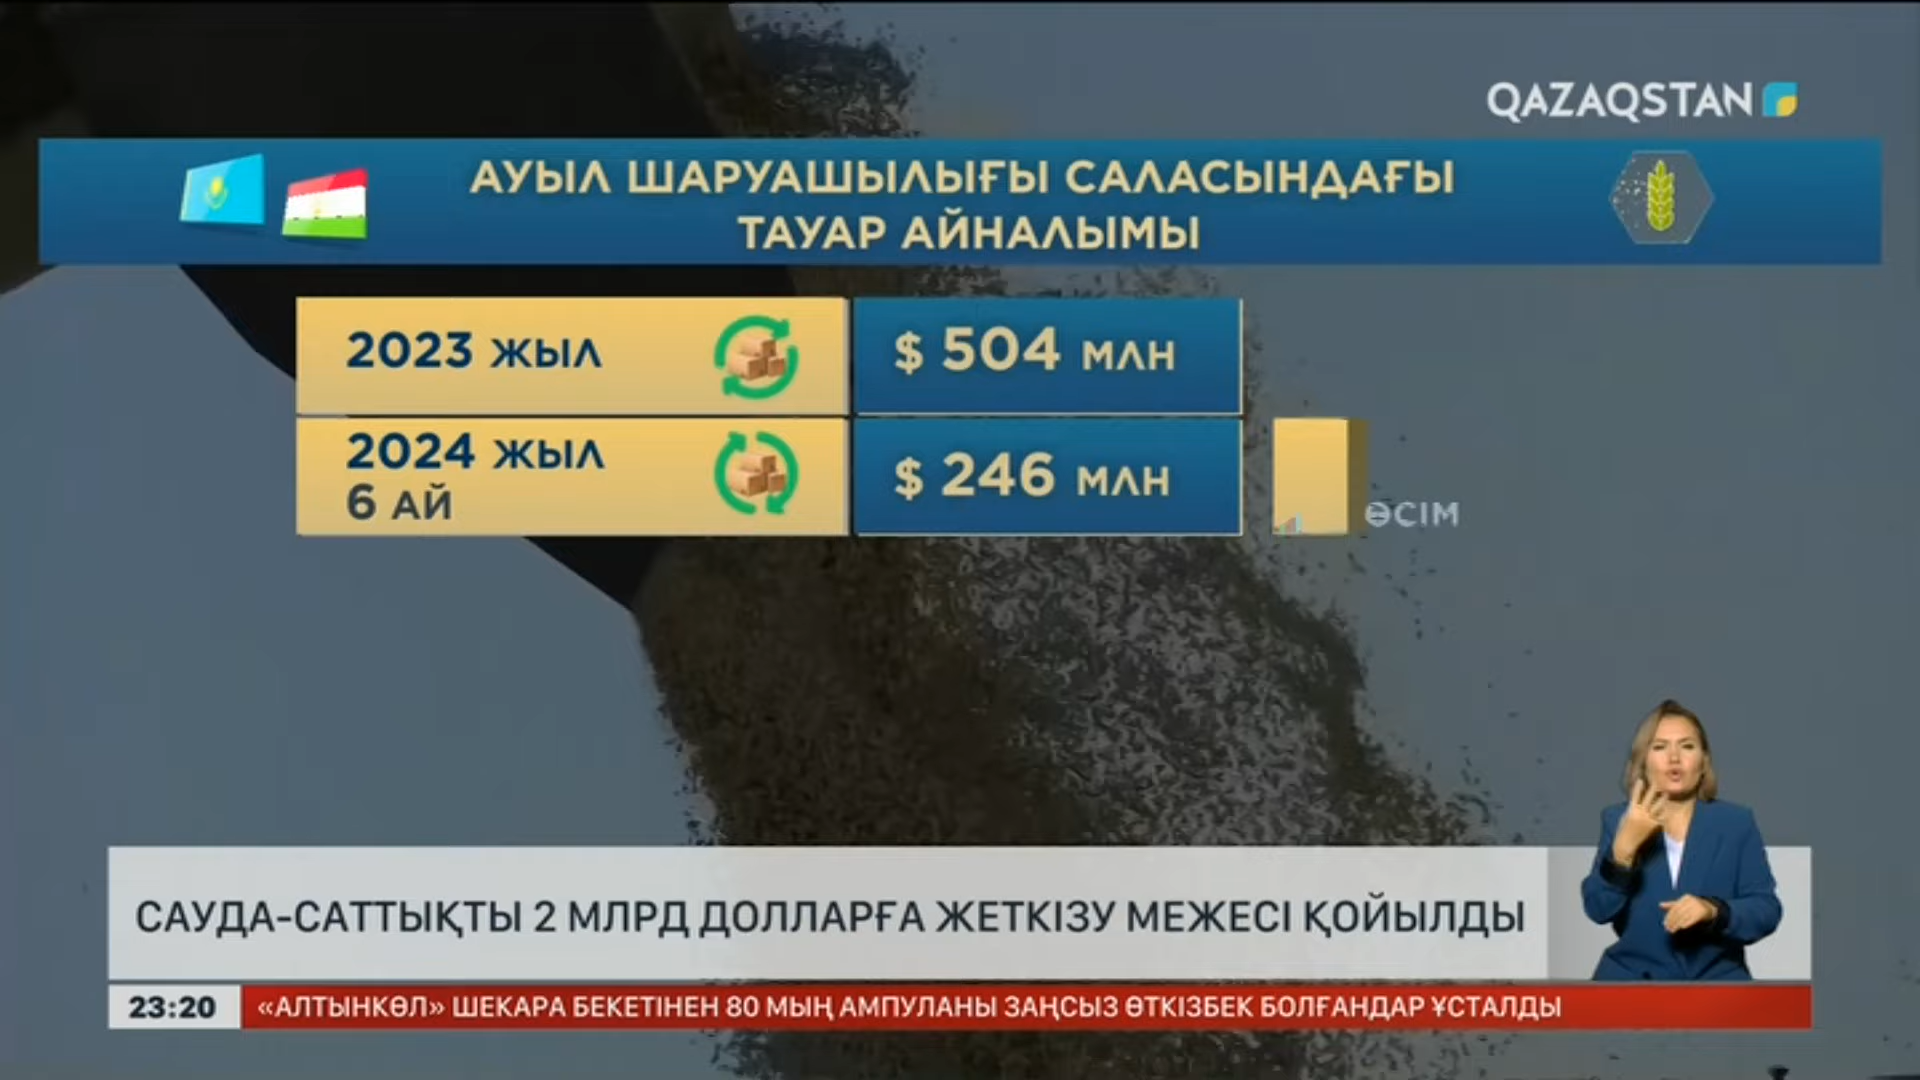 QAZAQSTAN
АУЫЛ ШАРУАШЫЛЫҒЫ САЛАСЫНДАҒЫ
ТАУАР АЙНАЛЫМЫ
2023 ЖЫЛ
$ 504 МЛН
2024 ЖЫЛ
6 АЙ
$ 246 МЛН
ӨСІМ
САУДА-САТТЫҚТЫ 2 МЛРД ДОЛЛАРҒА ЖЕТКІЗУ МЕЖЕСІ ҚОЙЫЛДЫ
23:20
«АЛТЫНКӨЛ» ШЕКАРА БЕКЕТІНЕН 80 МЫҢ АМПУЛАНЫ ЗАҢСЫЗ ӨТКІЗБЕК БОЛҒАНДАР ҰСТАЛДЫ